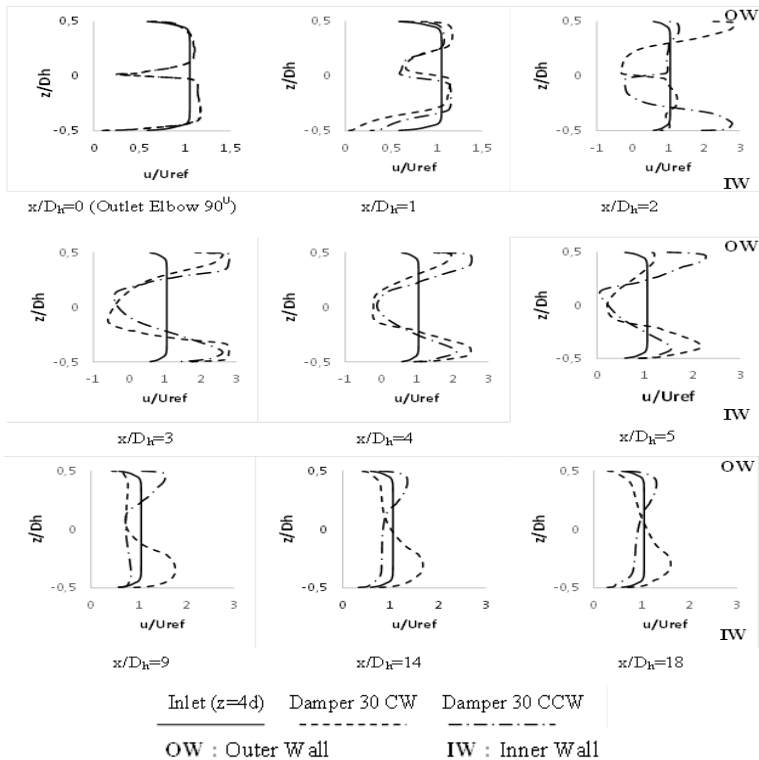 OW
0,5
0
-0,5
z/Dh
0 0,5 1 1,5
u/Uref
x/Dh=0 (Outlet Elbow 90⁰)
0,5
0
-0,5
z/Dh
0 0,5 1 1,5
u/Uref
x/Dh=1
0,5
0
-0,5
z/Dh
-1 0 1 2 3
u/Uref
IW
x/Dh=2
OW
0,5
0
-0,5
z/Dh
-1 0 1 2 3
u/Uref
x/Dh=3
0,5
0
-0,5
z/Dh
-1 0 1 2 3
u/Uref
x/Dh=4
0,5
0
-0,5
z/Dh
0 1 2 3
u/Uref
IW
x/Dh=5
OW
0,5
0
-0,5
z/Dh
0 1 2 3
u/Uref
x/Dh=9
0,5
0
-0,5
z/Dh
0 1 2 3
u/Uref
x/Dh=14
0,5
0
-0,5
z/Dh
0 1 2 3
u/Uref
IW
x/Dh=18
Inlet (z=4d) Damper 30 CW Damper 30 CCW
OW : Outer Wall IW : Inner Wall